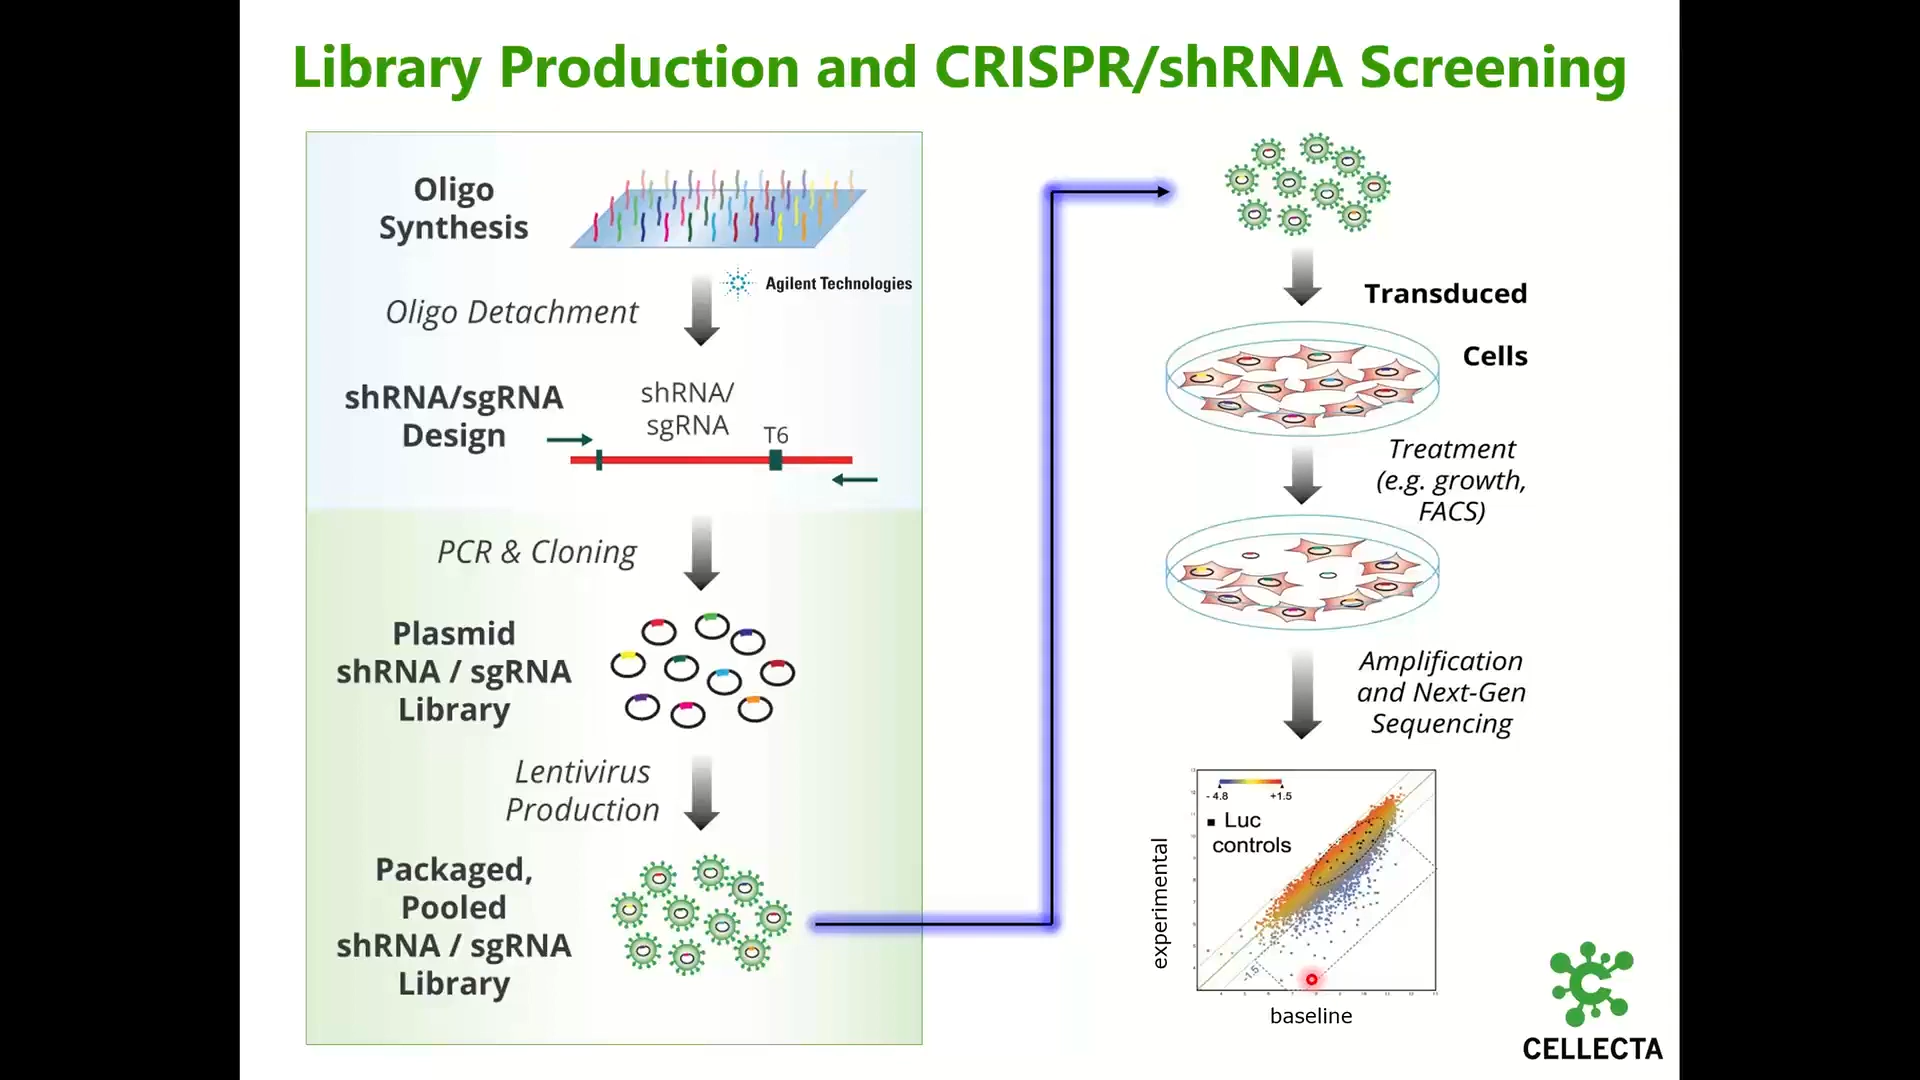 Library Production and CRISPR/shRNA Screening
Oligo
Synthesis
Agilent Technologies
Oligo Detachment
shRNA/sgRNA
Design
shRNA/
sgRNA
T6
PCR & Cloning
Plasmid
shRNA / sgRNA
Library
Lentivirus
Production
Packaged,
Pooled
shRNA / sgRNA
Library
Transduced
Cells
Treatment
(e.g. growth,
FACS)
Amplification
and Next-Gen
Sequencing
-4.8
+1.5
Luc
controls
-1.5
experimental
baseline
CELLECTA